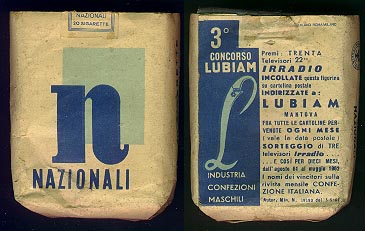 NAZIONALI
20 SIGARETTE
n
NAZIONALI
3° CONCORSO
LUBIAM
L
INDUSTRIA
CONFEZIONI
MASCHILI
Premi: TRENTA
Televisori 22"
IRRADIO
INCOLLATE questa figurina
su cartolina postale
INDIRIZZATE a:
LUBIAM
MANTOVA
FRA TUTTE LE CARTOLINE PER-
VENUTE OGNI MESE
(vale la data postale)
SORTEGGIO di TRE
televisori Irradio....
... E COSÌ PER DIECI MESI,
dall'agosto 61 al maggio 1962
I nomi dei vincitori sulla
rivista mensile CONFE-
ZIONE ITALIANA.
Autor. Min. N.